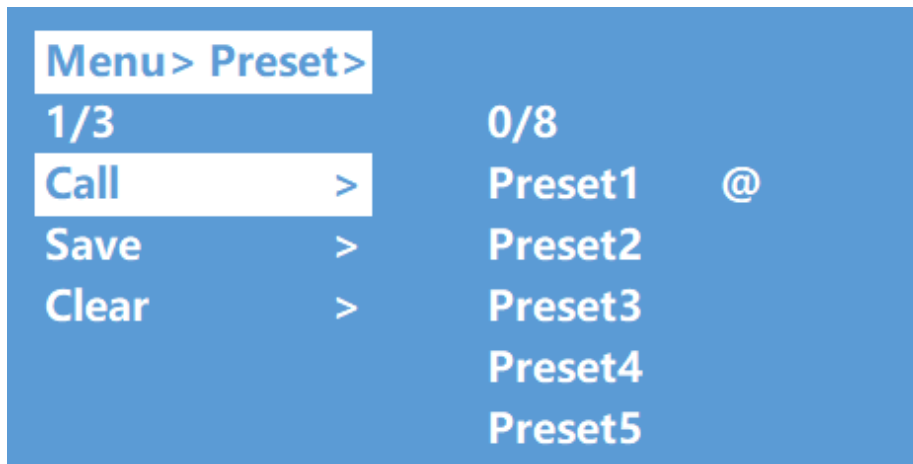 Menu> Preset>
1/3 0/8
Call > Preset1 @
Save > Preset2
Clear > Preset3
Preset4
Preset5